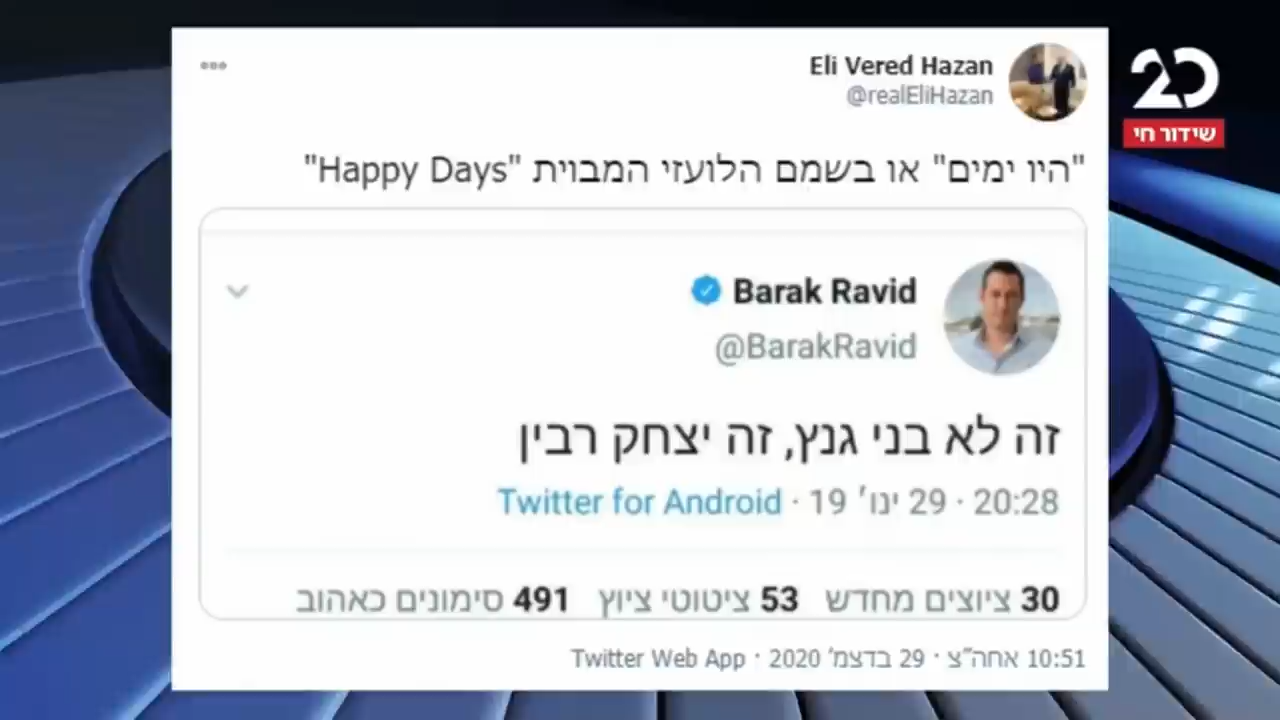 Eli Vered Hazan
@realEliHazan
"היו ימים" או בשמם הלועזי המבוית "Happy Days"
Barak Ravid
@BarakRavid
זה לא בני גנץ, זה יצחק רבין
20:28 · 29 ינו׳ 19 · Twitter for Android
30 ציוצים מחדש 53 ציטוטי ציוץ 491 סימונים כאהוב
10:51 אחה״צ · 29 בדצמ׳ 2020 · Twitter Web App
20
שידור חי